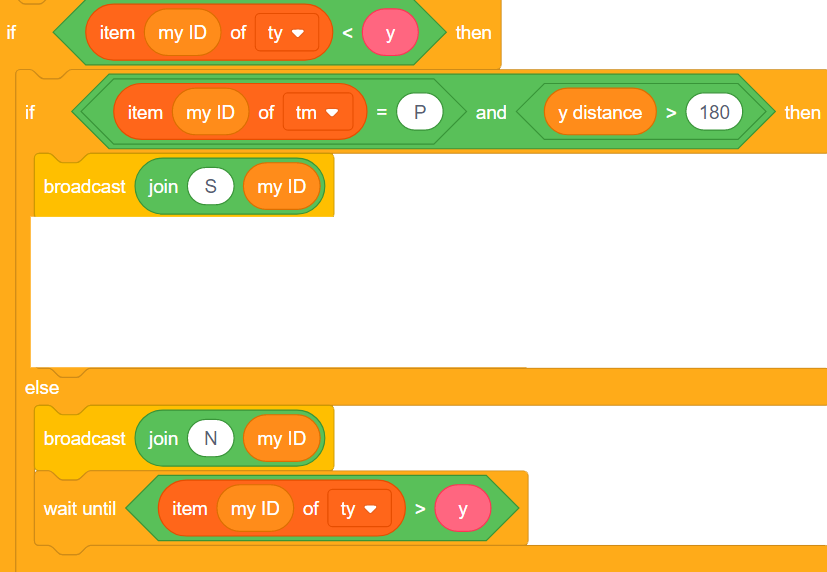 if item my ID of ty < y then
if item my ID of tm = P and y distance > 180 then
broadcast join S my ID
else
broadcast join N my ID
wait until item my ID of ty > y